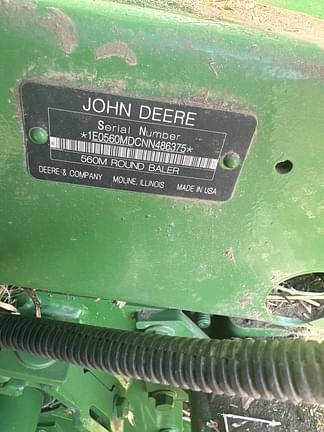 JOHN DEERE
Serial Number
*1E0560MDCNN486375*
560M ROUND BALER
DEERE & COMPANY MOLINE, ILLINOIS MADE IN USA